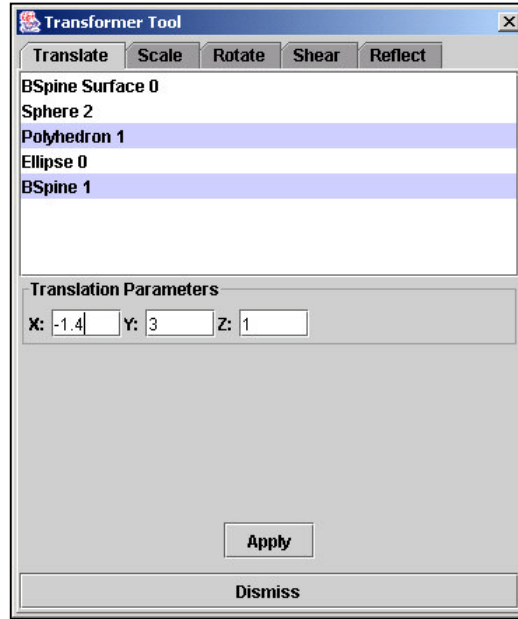 Transformer Tool
Translate Scale Rotate Shear Reflect
BSpine Surface 0
Sphere 2
Polyhedron 1
Ellipse 0
BSpine 1
Translation Parameters
X: -1.4 Y: 3 Z: 1
Apply
Dismiss